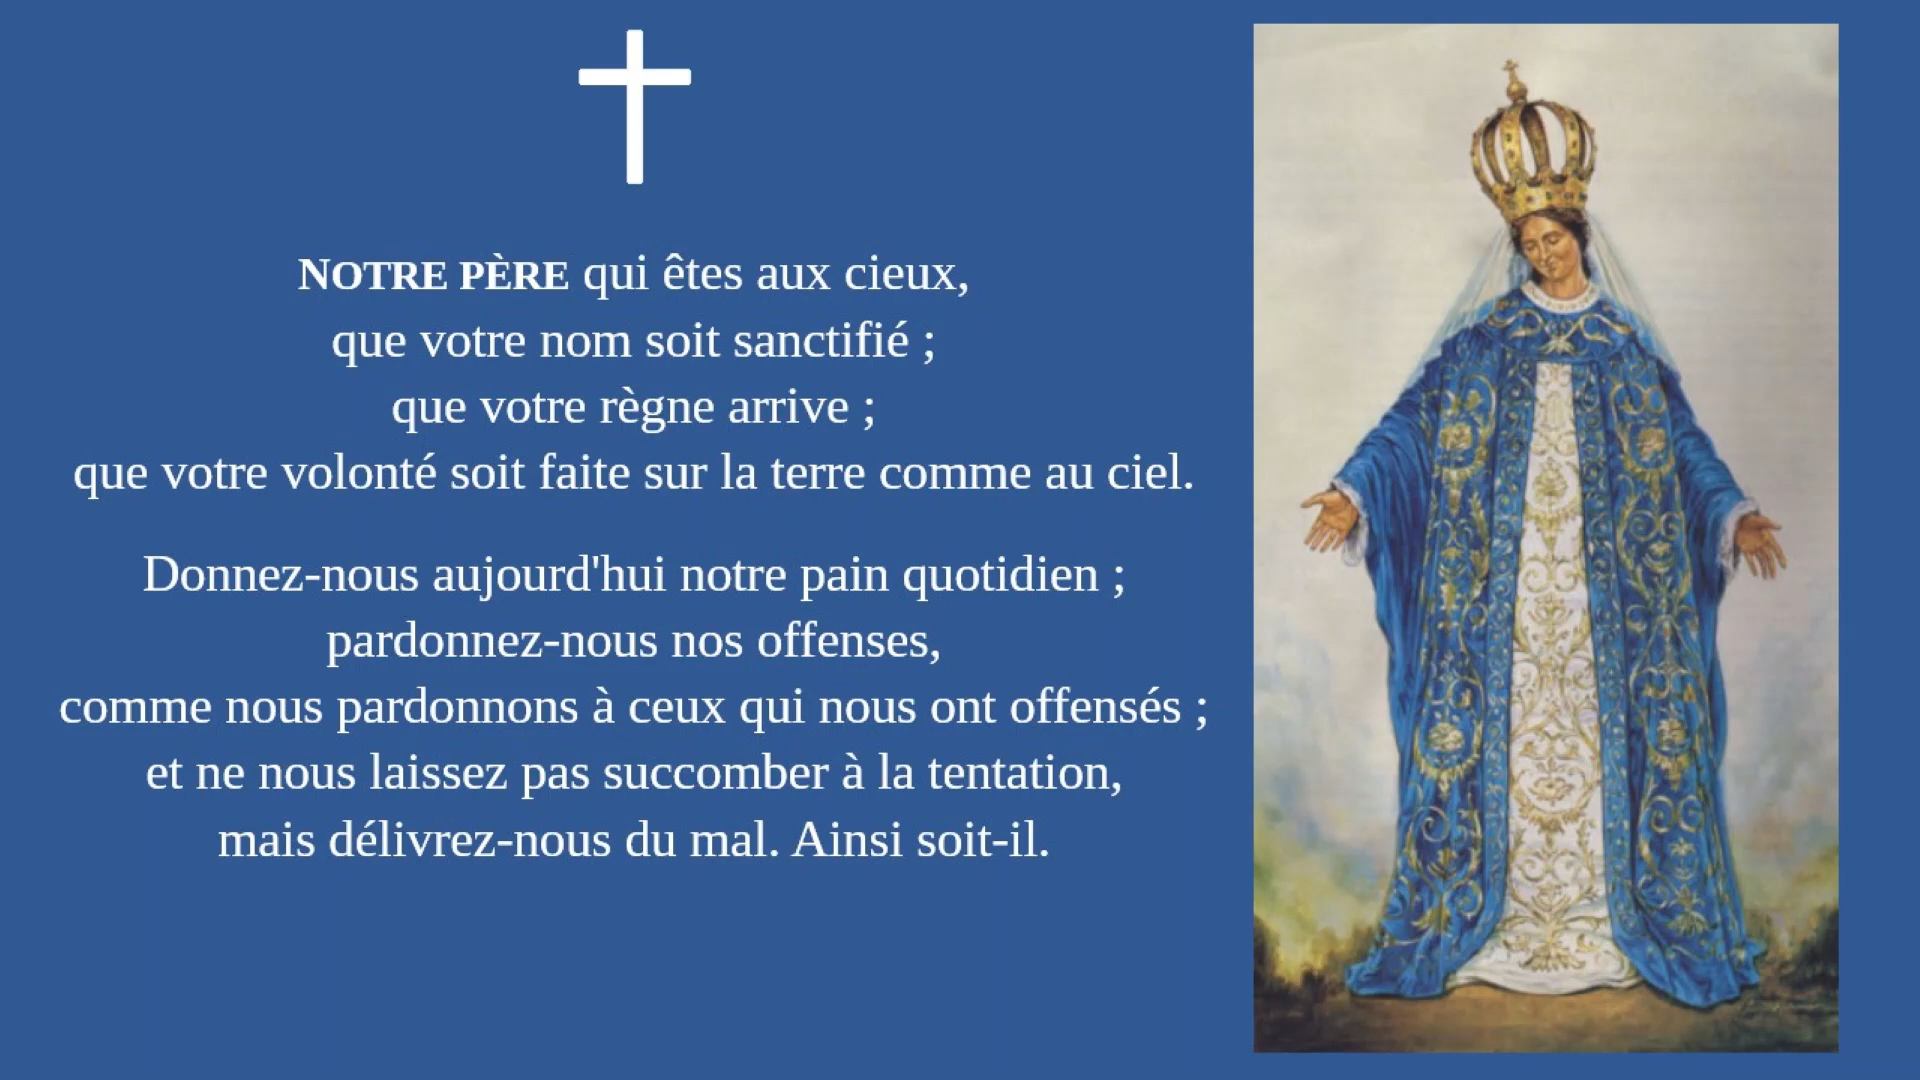 NOTRE PÈRE qui êtes aux cieux,
que votre nom soit sanctifié ;
que votre règne arrive ;
que votre volonté soit faite sur la terre comme au ciel.
Donnez-nous aujourd'hui notre pain quotidien ;
pardonnez-nous nos offenses,
comme nous pardonnons à ceux qui nous ont offensés ;
et ne nous laissez pas succomber à la tentation,
mais délivrez-nous du mal. Ainsi soit-il.